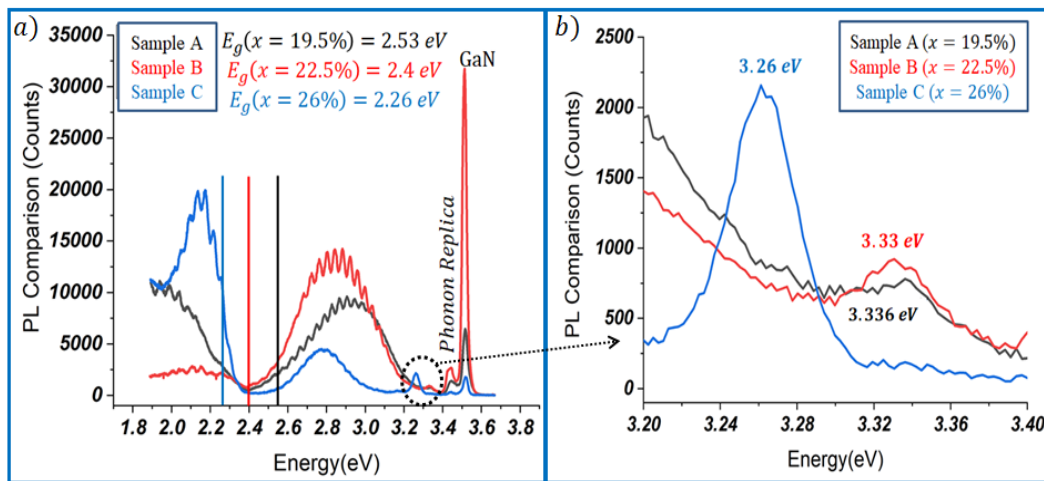 a)
Sample A
Sample B
Sample C
E_g(x = 19.5%) = 2.53 eV
E_g(x = 22.5%) = 2.4 eV
E_g(x = 26%) = 2.26 eV
GaN
Phonon Replica
PL Comparison (Counts)
35000
30000
25000
20000
15000
10000
5000
0
1.8 2.0 2.2 2.4 2.6 2.8 3.0 3.2 3.4 3.6 3.8
Energy(eV)
b)
Sample A (x = 19.5%)
Sample B (x = 22.5%)
Sample C (x = 26%)
3.26 eV
3.33 eV
3.336 eV
PL Comparison (Counts)
2500
2000
1500
1000
500
0
3.20 3.24 3.28 3.32 3.36 3.40
Energy(eV)